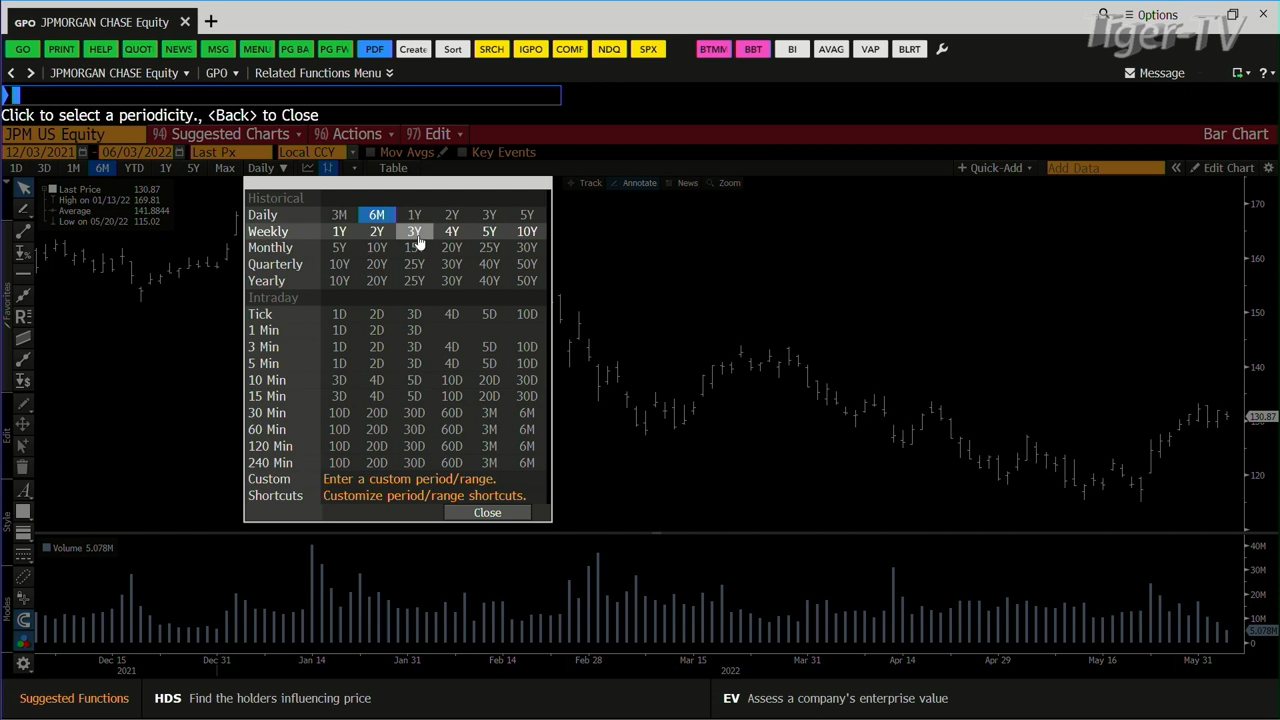 GPO JPMORGAN CHASE Equity × +
Options
Tiger-TV
GO PRINT HELP QUOT NEWS MSG MENU PG BA PG FW PDF Create Sort SRCH IGPO COMF NDQ SPX BTMM BBT BI AVAG VAP BLRT
JPMORGAN CHASE Equity GPO Related Functions Menu Message ?
Click to select a periodicity., <Back> to Close
JPM US Equity 94) Suggested Charts 96) Actions 97) Edit Bar Chart
12/03/2021 - 06/03/2022 Last Px Local CCY Mov Avgs Key Events
1D 3D 1M 6M YTD 1Y 5Y Max Daily ▼ Table + Quick-Add Add Data « Edit Chart
Track Annotate News Zoom
Last Price 130.87
High on 01/13/22 169.81
Average 141.8844
Low on 05/20/22 115.02
Historical
Daily 3M 6M 1Y 2Y 3Y 5Y
Weekly 1Y 2Y 3Y 4Y 5Y 10Y
Monthly 5Y 10Y 15Y 20Y 25Y 30Y
Quarterly 10Y 20Y 25Y 30Y 40Y 50Y
Yearly 10Y 20Y 25Y 30Y 40Y 50Y
Intraday
Tick 1D 2D 3D 4D 5D 10D
1 Min 1D 2D 3D
3 Min 1D 2D 3D 4D 5D 10D
5 Min 1D 2D 3D 4D 5D 10D
10 Min 3D 4D 5D 10D 20D 30D
15 Min 3D 4D 5D 10D 20D 30D
30 Min 10D 20D 30D 60D 3M 6M
60 Min 10D 20D 30D 60D 3M 6M
120 Min 10D 20D 30D 60D 3M 6M
240 Min 10D 20D 30D 60D 3M 6M
Custom Enter a custom period/range.
Shortcuts Customize period/range shortcuts.
Close
Favorites
Edit
Style
Modes
170
160
150
140
130.87
130
120
Volume 5.078M
40M
30M
20M
10M
5.078M
0
Dec 15 Dec 31 Jan 14 Jan 31 Feb 14 Feb 28 Mar 15 Mar 31 Apr 14 Apr 29 May 16 May 31
2021 2022
Suggested Functions HDS Find the holders influencing price EV Assess a company's enterprise value